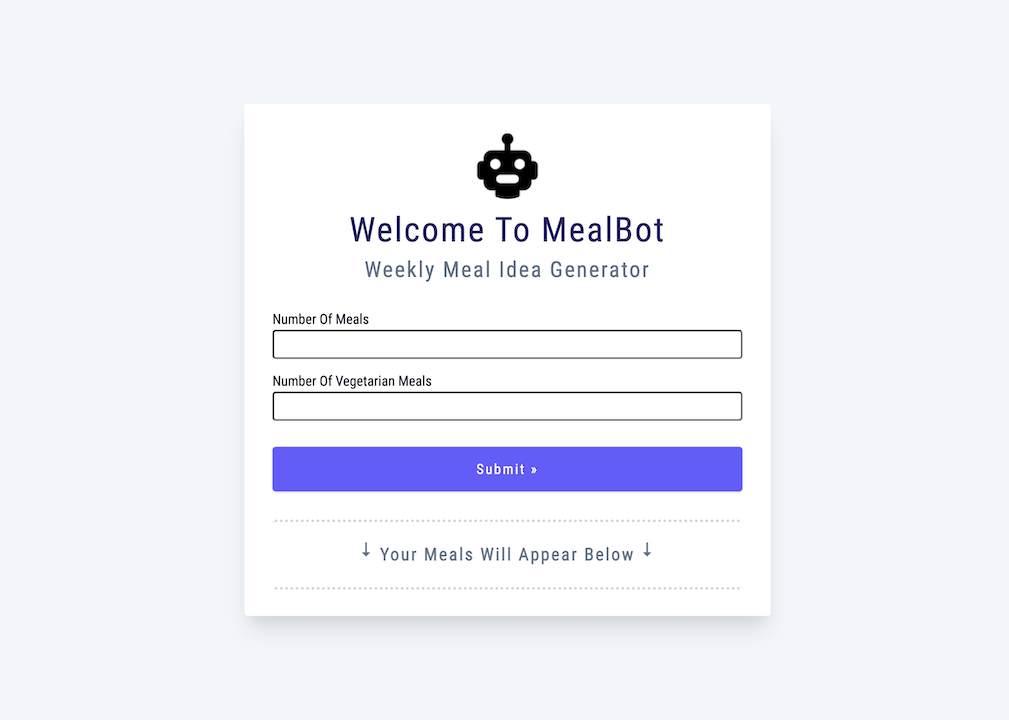 Welcome To MealBot
Weekly Meal Idea Generator
Number Of Meals
Number Of Vegetarian Meals
Submit »
↓ Your Meals Will Appear Below ↓